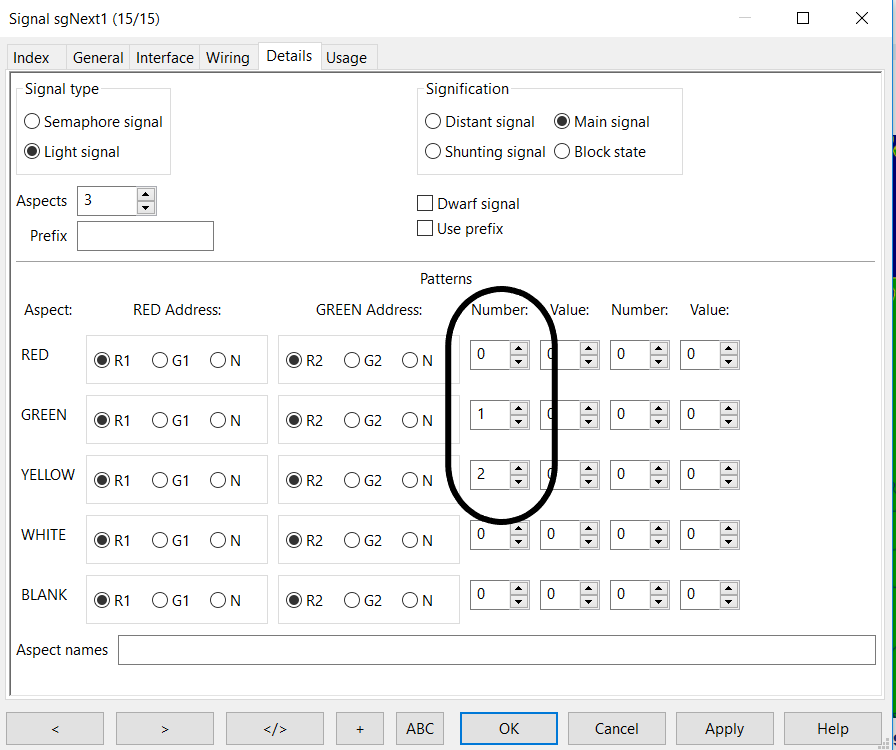 Signal sgNext1 (15/15)
Index General Interface Wiring Details Usage
Signal type
Semaphore signal
Light signal
Signification
Distant signal Main signal
Shunting signal Block state
Aspects 3
Prefix
Dwarf signal
Use prefix
Patterns
Aspect: RED Address: GREEN Address: Number: Value: Number: Value:
RED R1 G1 N R2 G2 N 0 0 0 0
GREEN R1 G1 N R2 G2 N 1 0 0 0
YELLOW R1 G1 N R2 G2 N 2 0 0 0
WHITE R1 G1 N R2 G2 N 0 0 0 0
BLANK R1 G1 N R2 G2 N 0 0 0 0
Aspect names
< > </> + ABC OK Cancel Apply Help